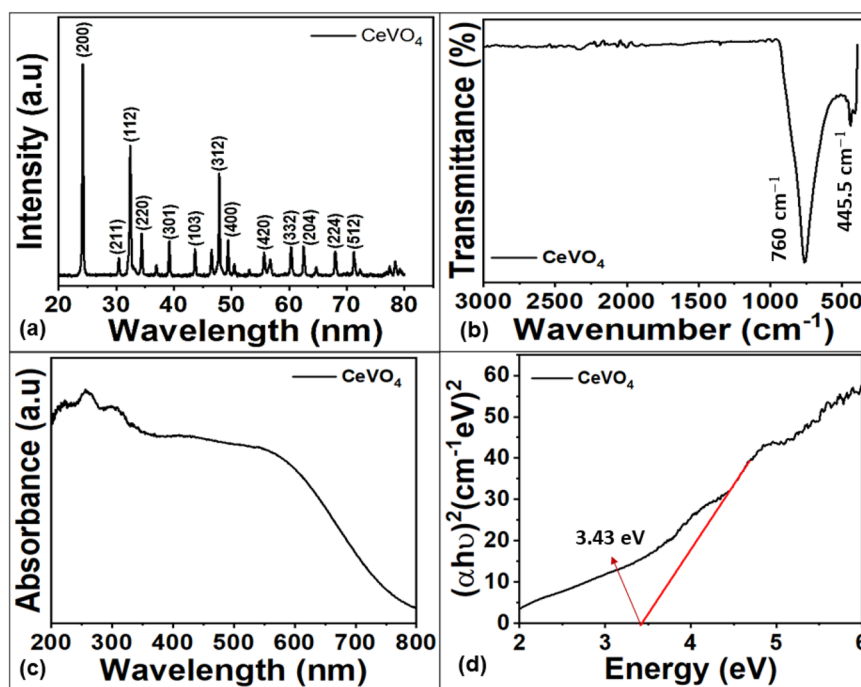 Intensity (a.u)
CeVO₄
(200)
(211)
(112)
(220)
(301)
(103)
(312)
(400)
(420)
(332)
(204)
(224)
(512)
20 30 40 50 60 70 80
Wavelength (nm)
(a)
Transmittance (%)
CeVO₄
760 cm⁻¹
445.5 cm⁻¹
CeVO₄
3000 2500 2000 1500 1000 500
Wavenumber (cm⁻¹)
(b)
Absorbance (a.u)
CeVO₄
200 300 400 500 600 700 800
Wavelength (nm)
(c)
(αhυ)²(cm⁻¹eV)²
CeVO₄
60
50
40
30
20
10
0
3.43 eV
2 3 4 5 6
Energy (eV)
(d)